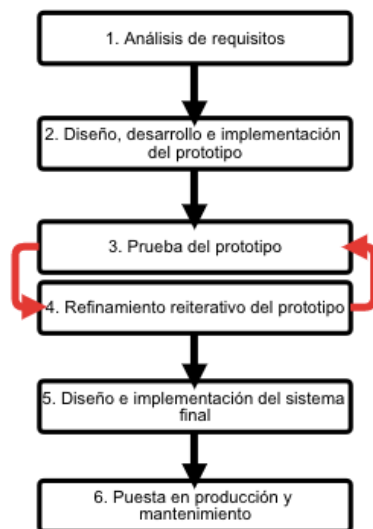 1. Análisis de requisitos
2. Diseño, desarrollo e implementación
del prototipo
3. Prueba del prototipo
4. Refinamiento reiterativo del prototipo
5. Diseño e implementación del sistema
final
6. Puesta en producción y
mantenimiento